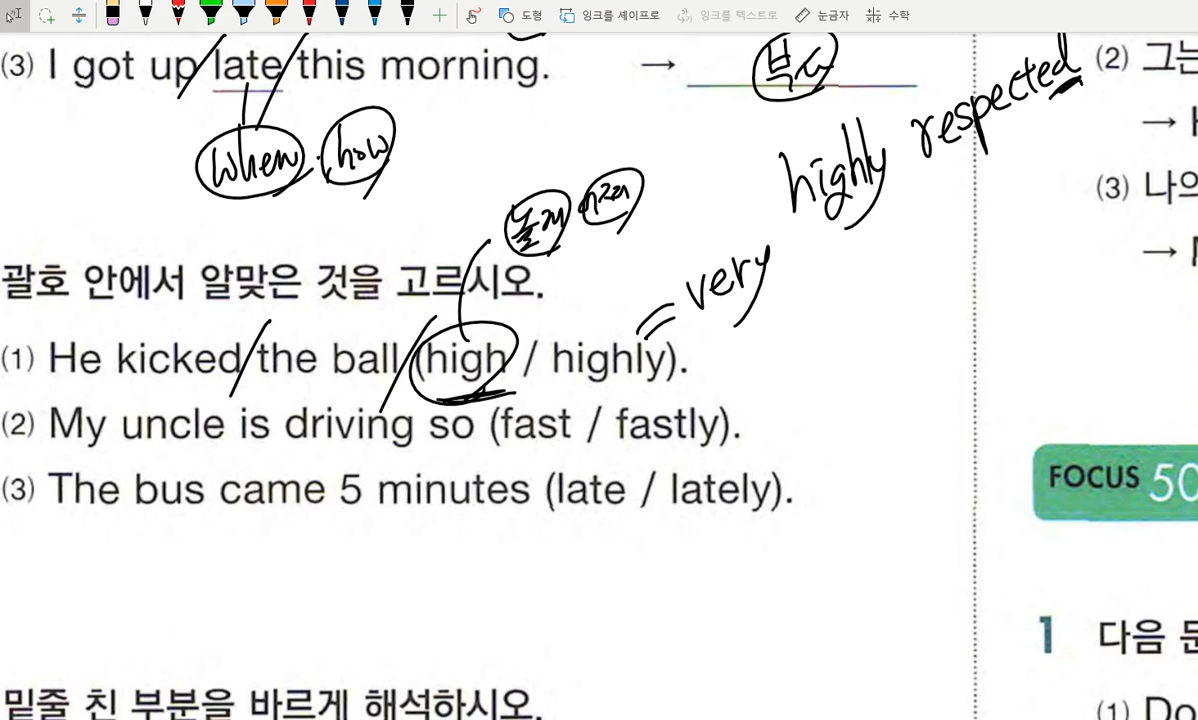 도형 잉크를 셰이프로 잉크를 텍스트로 눈금자 수학
(3) I got up late this morning. → 부사
when how
highly respected
높게
괄호 안에서 알맞은 것을 고르시오.
= very
(1) He kicked the ball (high / highly).
(2) My uncle is driving so (fast / fastly).
(3) The bus came 5 minutes (late / lately).
밑줄 친 부분을 바르게 해석하시오.
(2) 그는
→ H
(3) 나의
→ M
FOCUS 50
1 다음 문
(1) Do